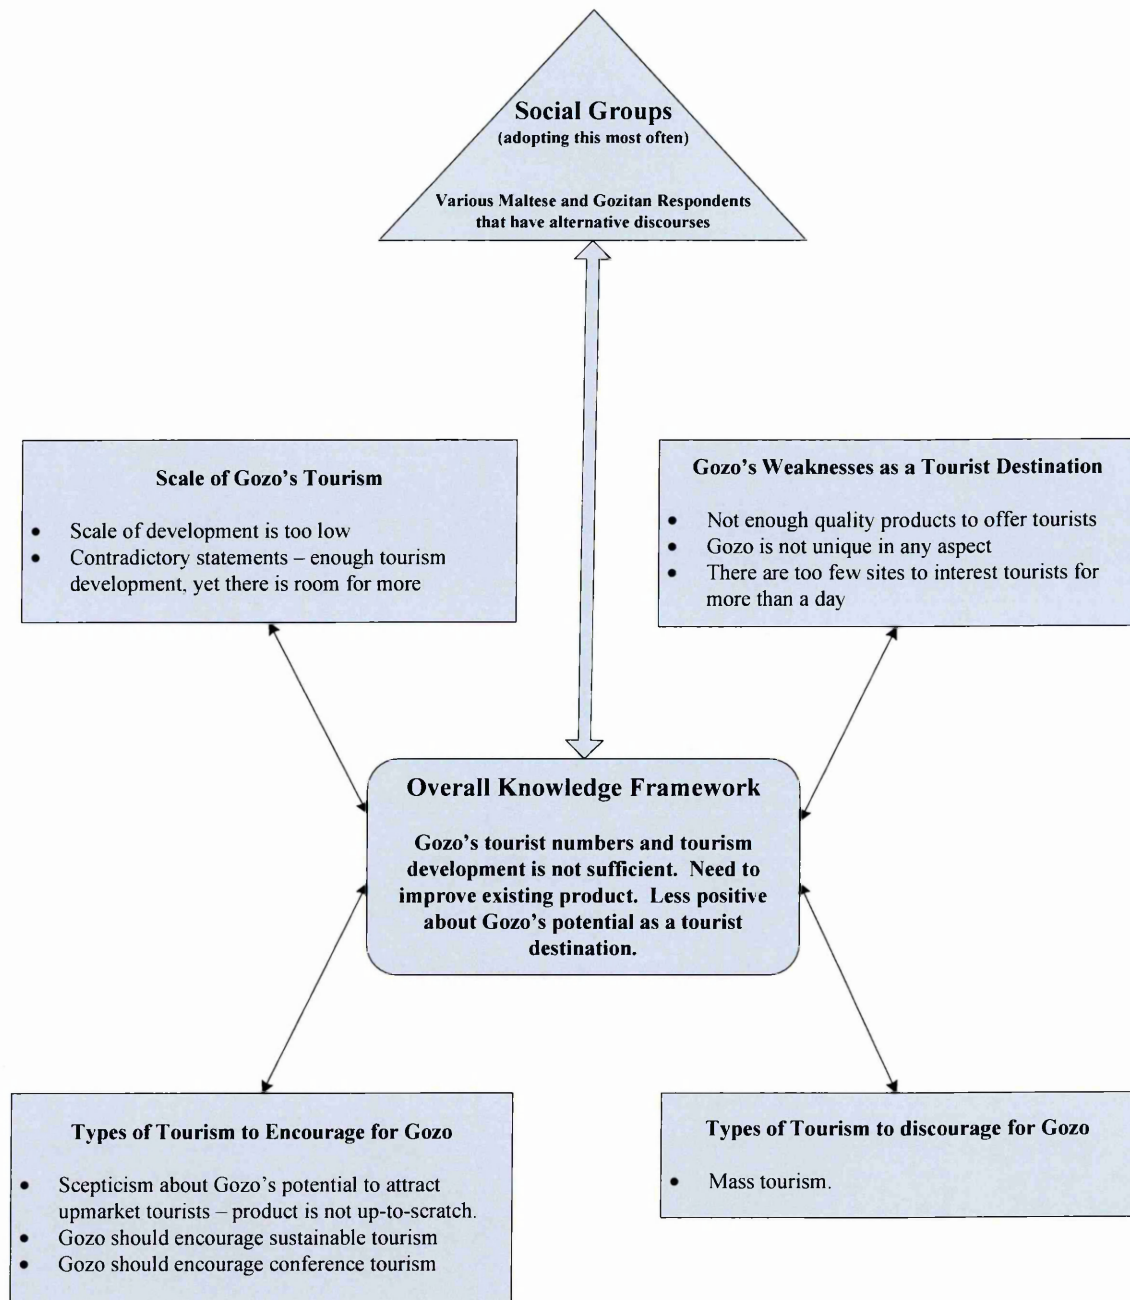 Social Groups
(adopting this most often)
Various Maltese and Gozitan Respondents
that have alternative discourses
Scale of Gozo's Tourism
• Scale of development is too low
• Contradictory statements – enough tourism
development, yet there is room for more
Gozo's Weaknesses as a Tourist Destination
• Not enough quality products to offer tourists
• Gozo is not unique in any aspect
• There are too few sites to interest tourists for
more than a day
Overall Knowledge Framework
Gozo's tourist numbers and tourism
development is not sufficient. Need to
improve existing product. Less positive
about Gozo's potential as a tourist
destination.
Types of Tourism to Encourage for Gozo
• Scepticism about Gozo's potential to attract
upmarket tourists – product is not up-to-scratch.
• Gozo should encourage sustainable tourism
• Gozo should encourage conference tourism
Types of Tourism to discourage for Gozo
• Mass tourism.